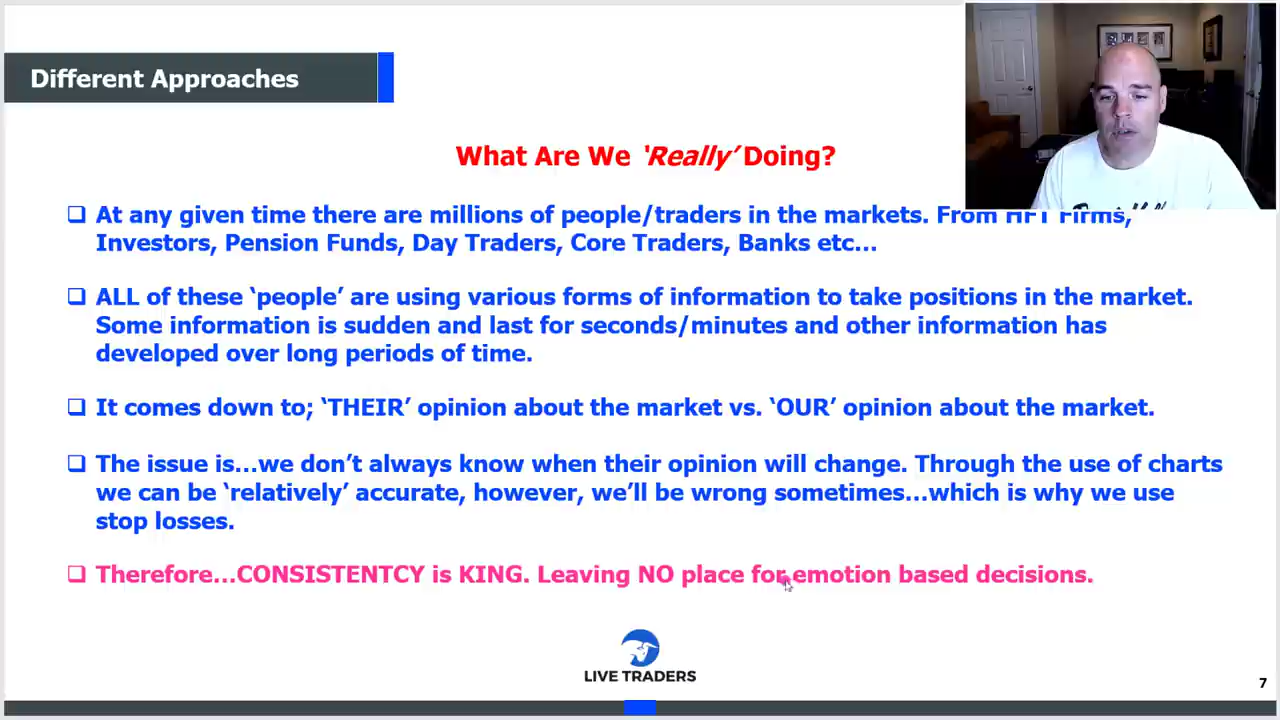 Different Approaches
What Are We ‘Really’ Doing?
At any given time there are millions of people/traders in the markets. From HFT Firms,
Investors, Pension Funds, Day Traders, Core Traders, Banks etc…
ALL of these ‘people’ are using various forms of information to take positions in the market.
Some information is sudden and last for seconds/minutes and other information has
developed over long periods of time.
It comes down to; ‘THEIR’ opinion about the market vs. ‘OUR’ opinion about the market.
The issue is…we don’t always know when their opinion will change. Through the use of charts
we can be ‘relatively’ accurate, however, we’ll be wrong sometimes…which is why we use
stop losses.
Therefore…CONSISTENTCY is KING. Leaving NO place for emotion based decisions.
LIVE TRADERS
7